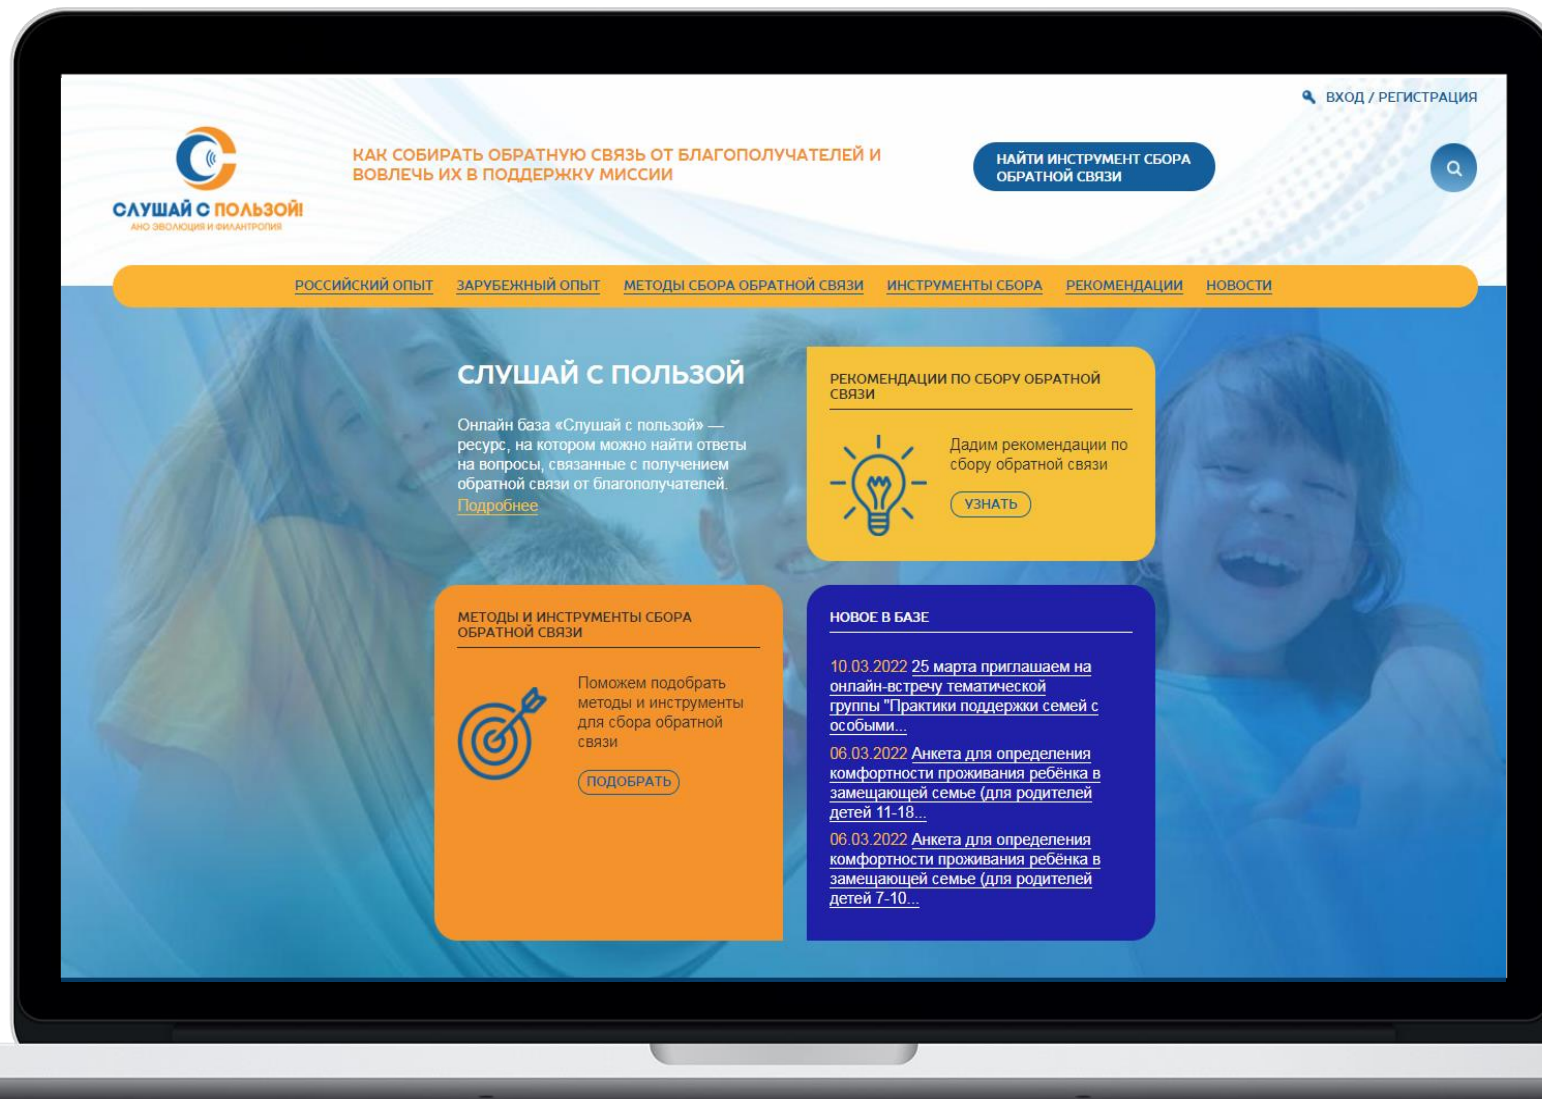 ВХОД / РЕГИСТРАЦИЯ
КАК СОБИРАТЬ ОБРАТНУЮ СВЯЗЬ ОТ БЛАГОПОЛУЧАТЕЛЕЙ И
ВОВЛЕЧЬ ИХ В ПОДДЕРЖКУ МИССИИ
НАЙТИ ИНСТРУМЕНТ СБОРА
ОБРАТНОЙ СВЯЗИ
СЛУШАЙ С ПОЛЬЗОЙ!
АНО ЭВОЛЮЦИЯ И ФИЛАНТРОПИЯ
РОССИЙСКИЙ ОПЫТ ЗАРУБЕЖНЫЙ ОПЫТ МЕТОДЫ СБОРА ОБРАТНОЙ СВЯЗИ ИНСТРУМЕНТЫ СБОРА РЕКОМЕНДАЦИИ НОВОСТИ
СЛУШАЙ С ПОЛЬЗОЙ
Онлайн база «Слушай с пользой» —
ресурс, на котором можно найти ответы
на вопросы, связанные с получением
обратной связи от благополучателей.
Подробнее
РЕКОМЕНДАЦИИ ПО СБОРУ ОБРАТНОЙ
СВЯЗИ
Дадим рекомендации по
сбору обратной связи
УЗНАТЬ
МЕТОДЫ И ИНСТРУМЕНТЫ СБОРА
ОБРАТНОЙ СВЯЗИ
Поможем подобрать
методы и инструменты
для сбора обратной
связи
ПОДОБРАТЬ
НОВОЕ В БАЗЕ
10.03.2022 25 марта приглашаем на
онлайн-встречу тематической
группы "Практики поддержки семей с
особыми...
06.03.2022 Анкета для определения
комфортности проживания ребёнка в
замещающей семье (для родителей
детей 11-18...
06.03.2022 Анкета для определения
комфортности проживания ребёнка в
замещающей семье (для родителей
детей 7-10...